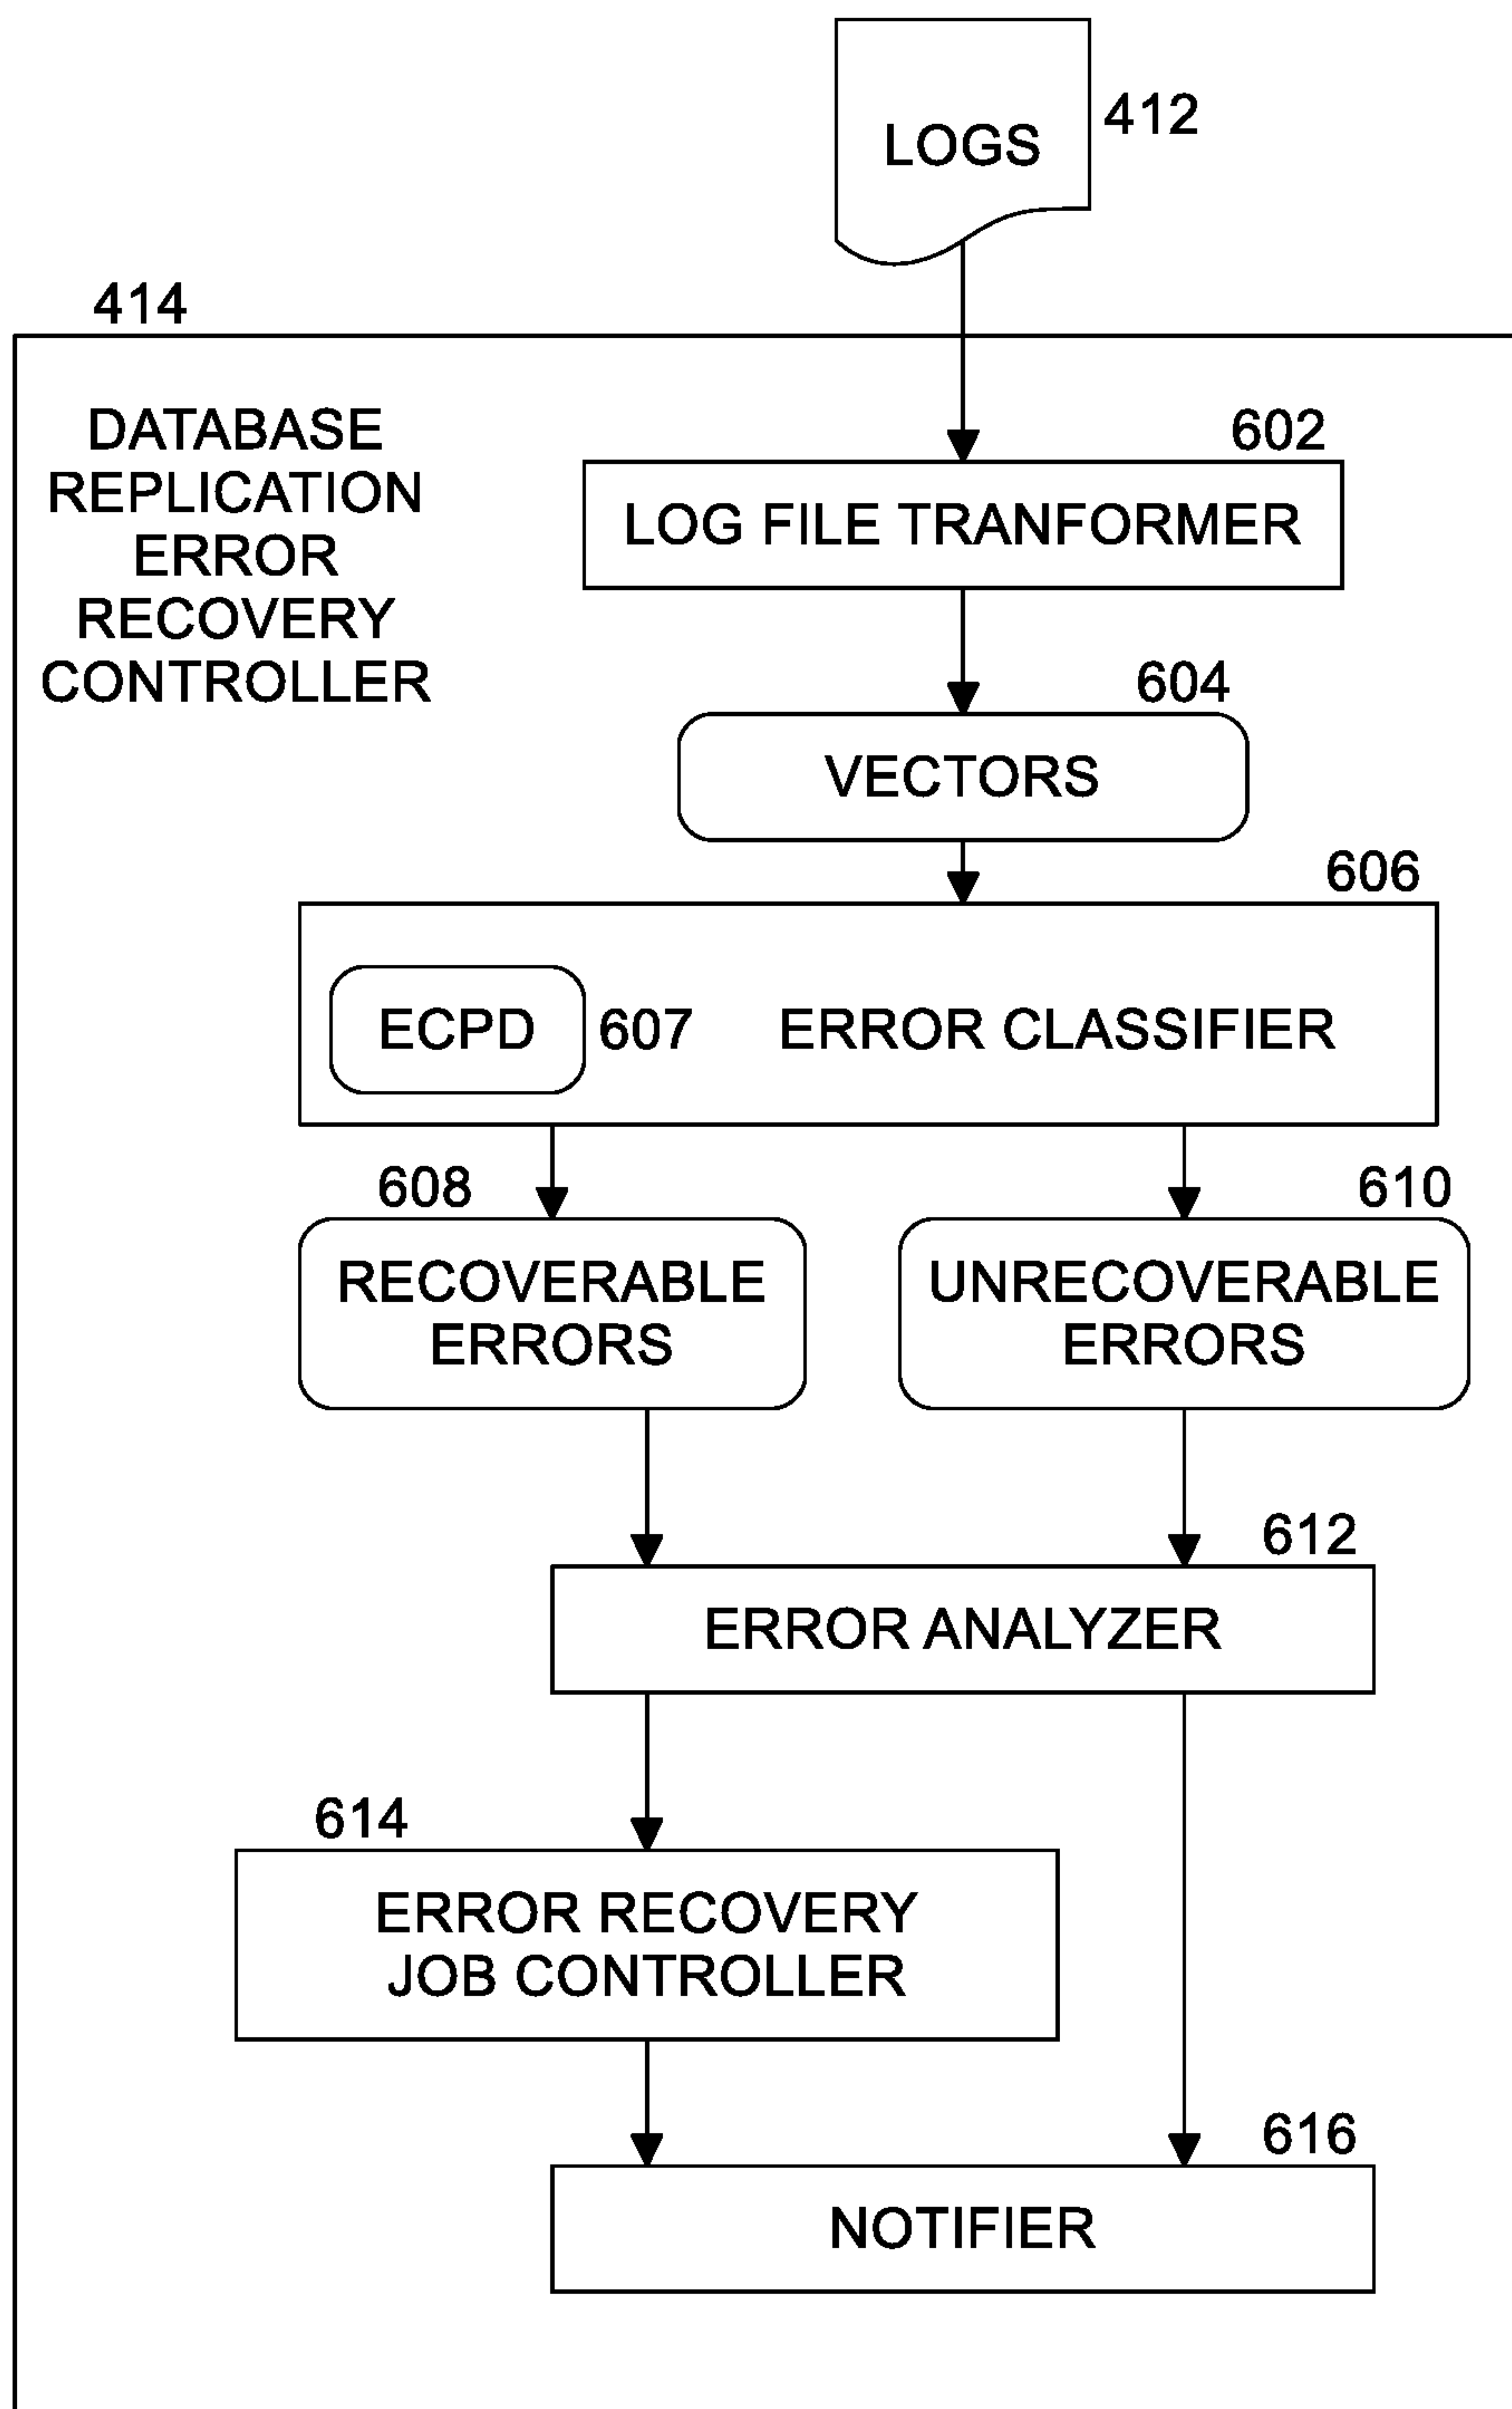 LOGS
412
414
DATABASE
REPLICATION
ERROR
RECOVERY
CONTROLLER
602
LOG FILE TRANFORMER
604
VECTORS
606
ECPD
607
ERROR CLASSIFIER
608
610
RECOVERABLE
ERRORS
UNRECOVERABLE
ERRORS
612
ERROR ANALYZER
614
ERROR RECOVERY
JOB CONTROLLER
616
NOTIFIER